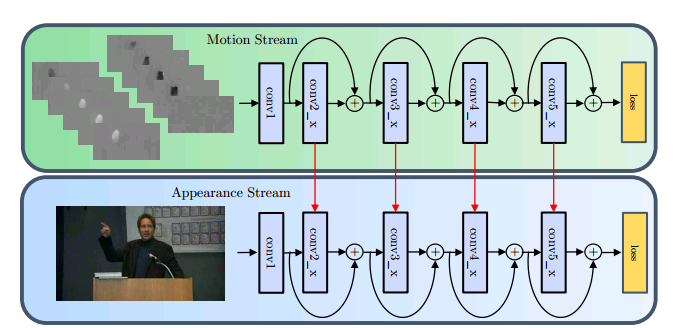 Motion Stream
conv1
conv2_x
+
conv3_x
+
conv4_x
+
conv5_x
+
loss
Appearance Stream
conv1
conv2_x
+
conv3_x
+
conv4_x
+
conv5_x
+
loss